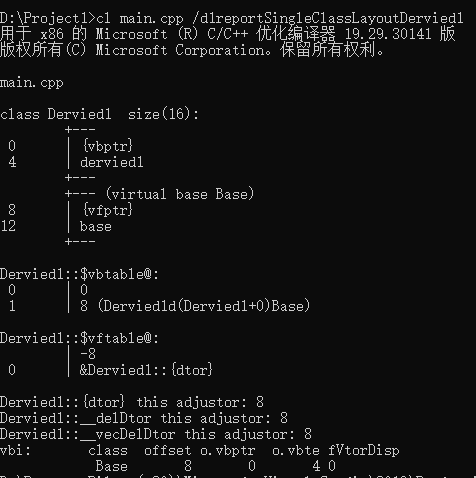 D:\Project1>cl main.cpp /d1reportSingleClassLayoutDervied1
用于 x86 的 Microsoft (R) C/C++ 优化编译器 19.29.30141 版
版权所有(C) Microsoft Corporation。保留所有权利。
main.cpp
class Dervied1  size(16):
        +---
 0      | {vbptr}
 4      | dervied1
        +---
        +--- (virtual base Base)
 8      | {vfptr}
12      | base
        +---
Dervied1::$vbtable@:
 0      | 0
 1      | 8 (Dervied1d(Dervied1+0)Base)
Dervied1::$vftable@:
        | -8
 0      | &Dervied1::{dtor}
Dervied1::{dtor} this adjustor: 8
Dervied1::__delDtor this adjustor: 8
Dervied1::__vecDelDtor this adjustor: 8
vbi:       class  offset o.vbptr  o.vbte fVtorDisp
            Base       8       0       4 0